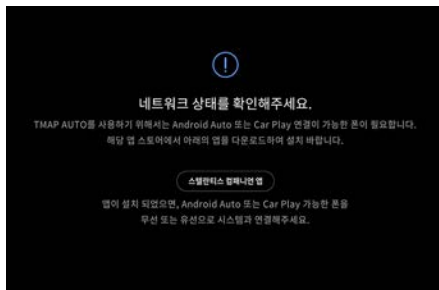 네트워크 상태를 확인해주세요.
TMAP AUTO를 사용하기 위해서는 Android Auto 또는 Car Play 연결이 가능한 폰이 필요합니다.
해당 앱 스토어에서 아래의 앱을 다운로드하여 설치 바랍니다.
스텔란티스 컴패니언 앱
앱이 설치 되었으면, Android Auto 또는 Car Play 가능한 폰을
무선 또는 유선으로 시스템과 연결해주세요.